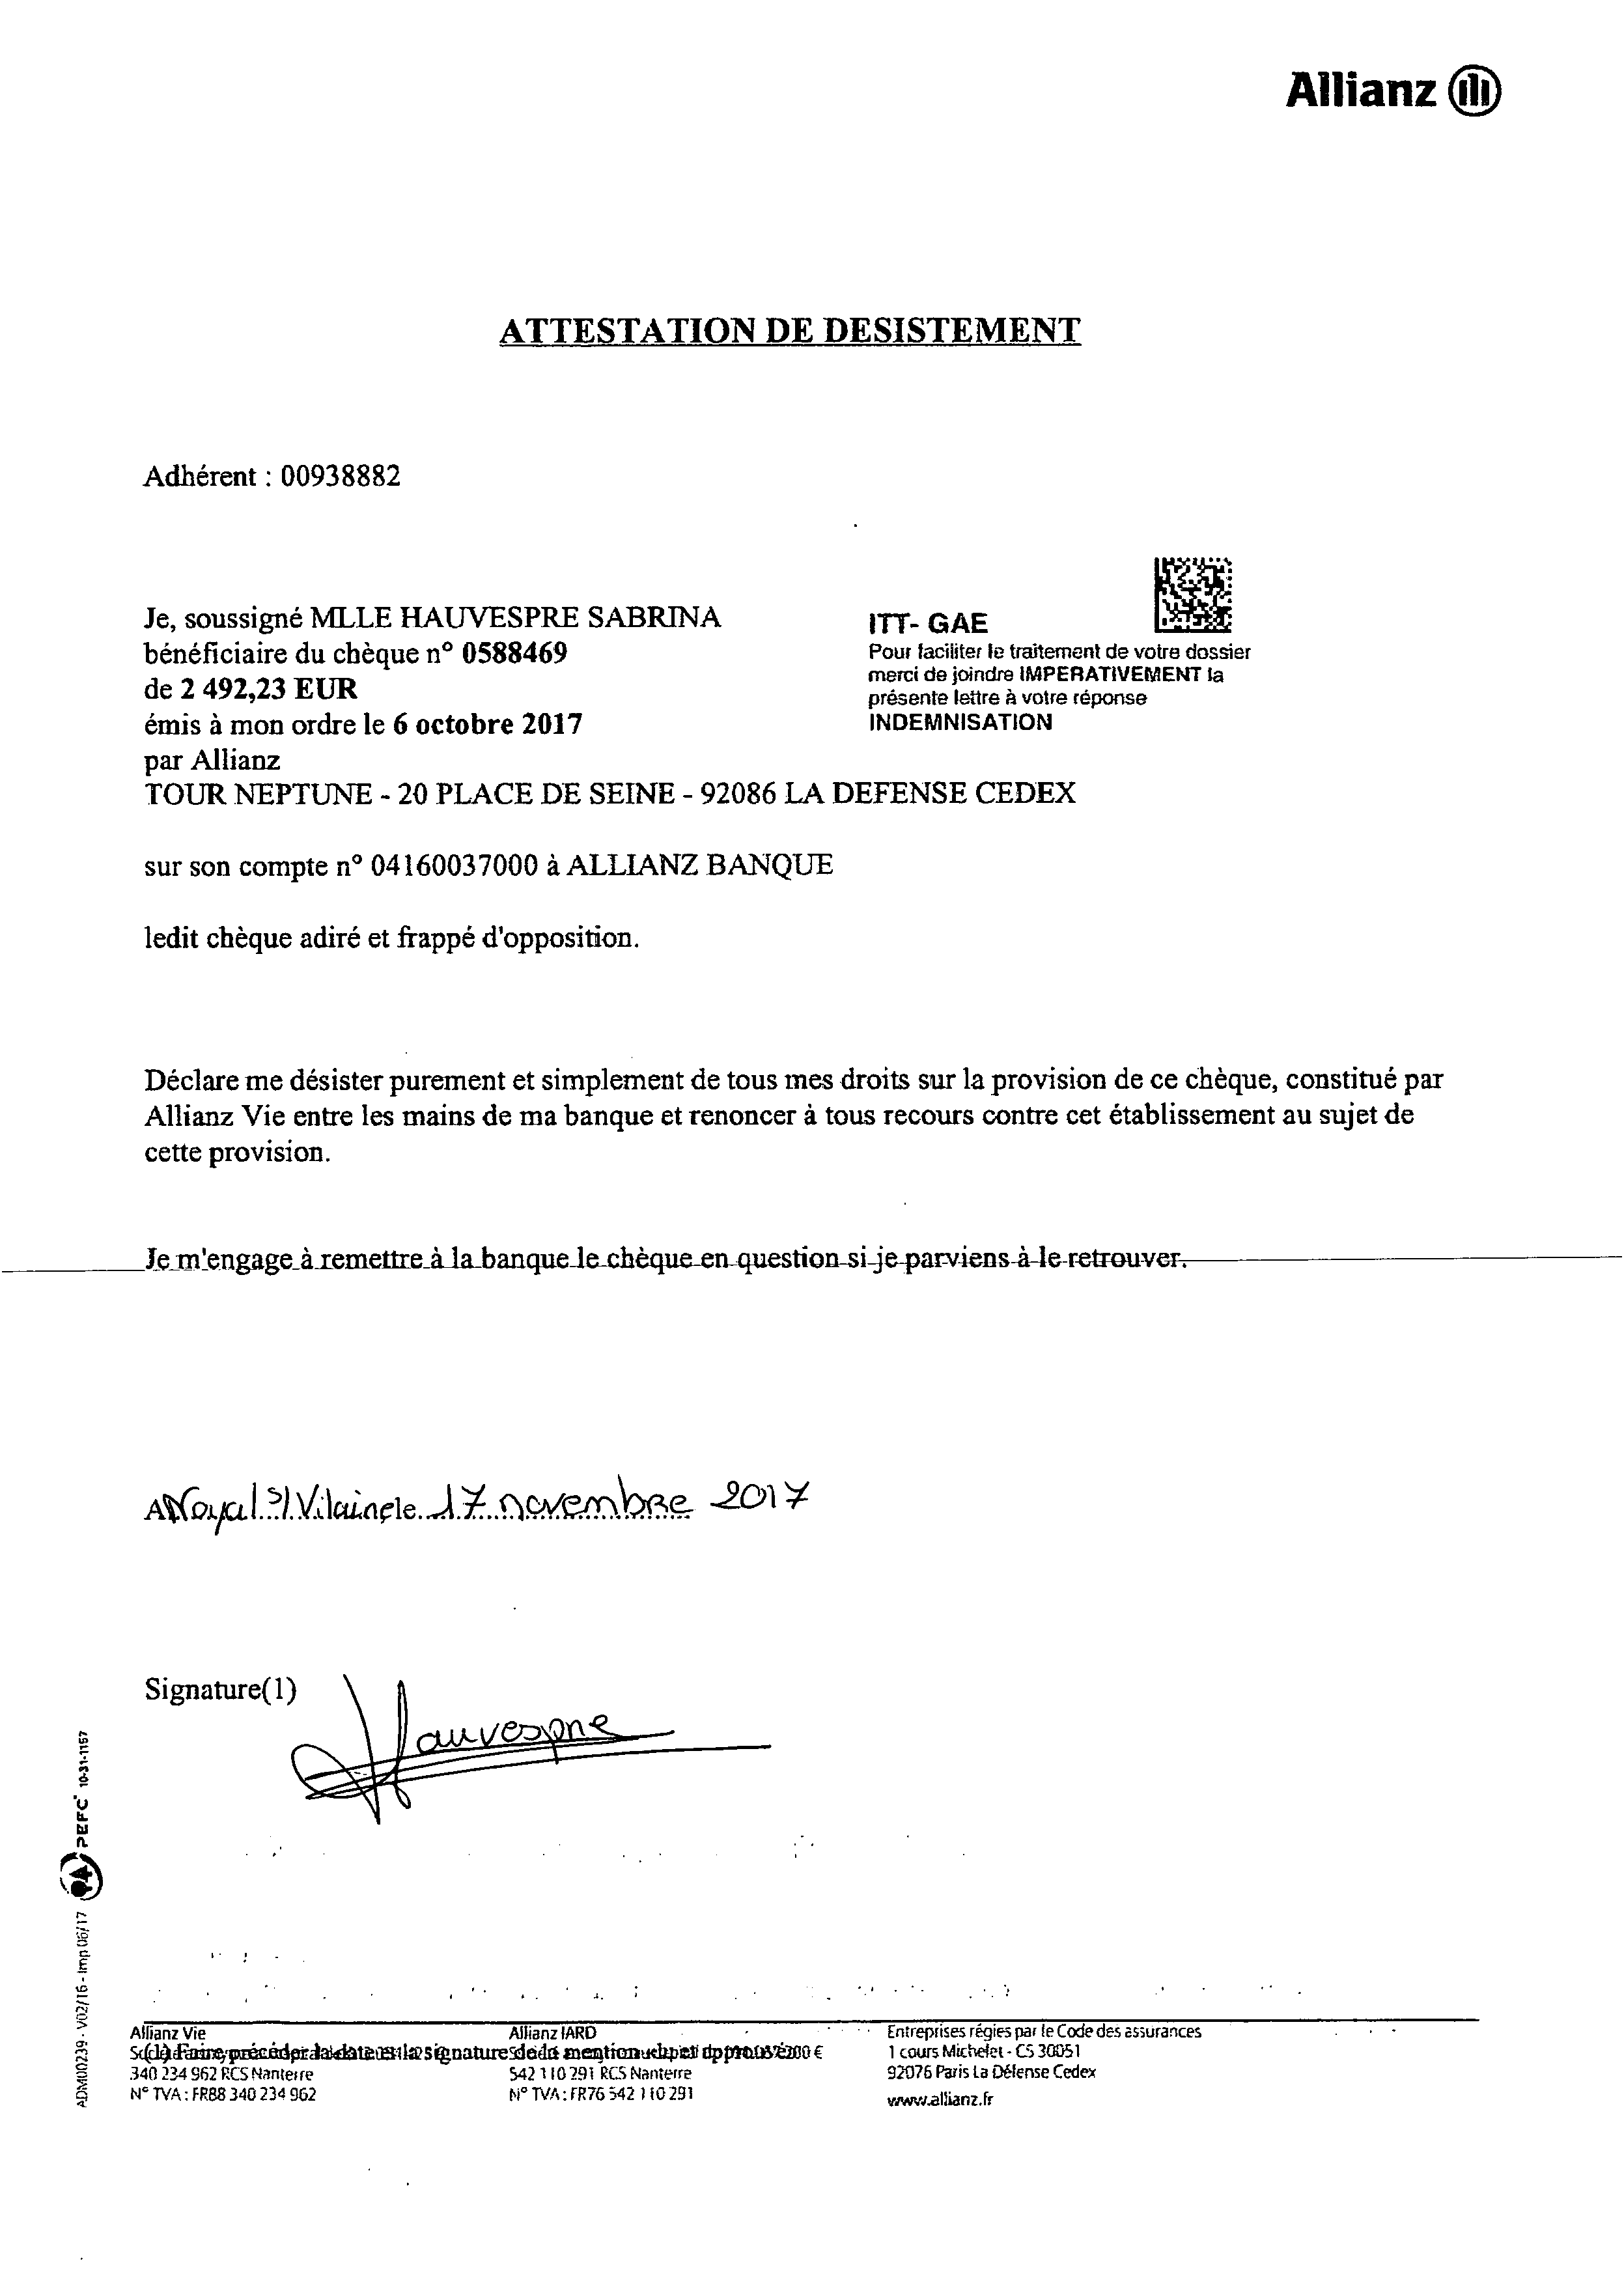 Allianz
ATTESTATION DE DESISTEMENT
Adhérent : 00938882
Je, soussigné MLLE HAUVESPRE SABRINA
bénéficiaire du chèque n° 0588469
de 2 492,23 EUR
émis à mon ordre le 6 octobre 2017
par Allianz
TOUR NEPTUNE - 20 PLACE DE SEINE - 92086 LA DEFENSE CEDEX
ITT- GAE
Pour faciliter le traitement de votre dossier
merci de joindre IMPERATIVEMENT la
présente lettre à votre réponse
INDEMNISATION
sur son compte n° 04160037000 à ALLIANZ BANQUE
ledit chèque adiré et frappé d'opposition.
Déclare me désister purement et simplement de tous mes droits sur la provision de ce chèque, constitué par
Allianz Vie entre les mains de ma banque et renoncer à tous recours contre cet établissement au sujet de
cette provision.
Je m'engage à remettre à la banque le chèque en question si je parviens à le retrouver.
A Noyal s/ Vilaine le 17 novembre 2017
Signature(1)
Hauvespre
(1) Faire précéder la date et la signature de la mention
Allianz Vie
340 234 962 RCS Nanterre
N° TVA : FR88 340 234 962
Allianz IARD
542 110 291 RCS Nanterre
N° TVA : FR76 542 110 291
Entreprises régies par le Code des assurances
1 cours Michelet - CS 30051
92076 Paris La Défense Cedex
www.allianz.fr
ADM00239 - V02/16 - Imp 06/17
PEFC 10-31-1157